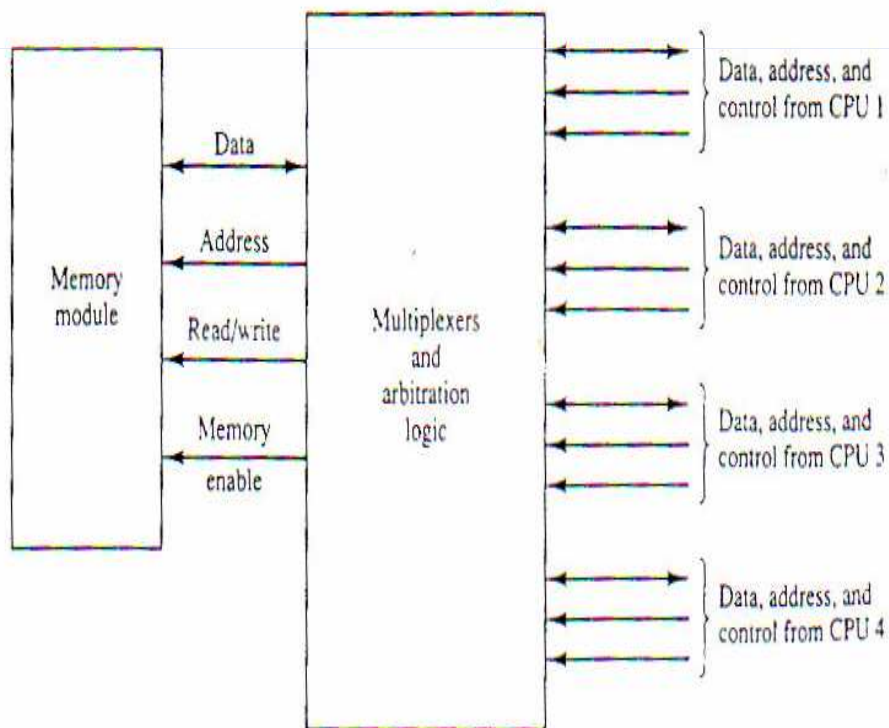 Memory
module
Data
Address
Read/write
Memory
enable
Multiplexers
and
arbitration
logic
Data, address, and
control from CPU 1
Data, address, and
control from CPU 2
Data, address, and
control from CPU 3
Data, address, and
control from CPU 4